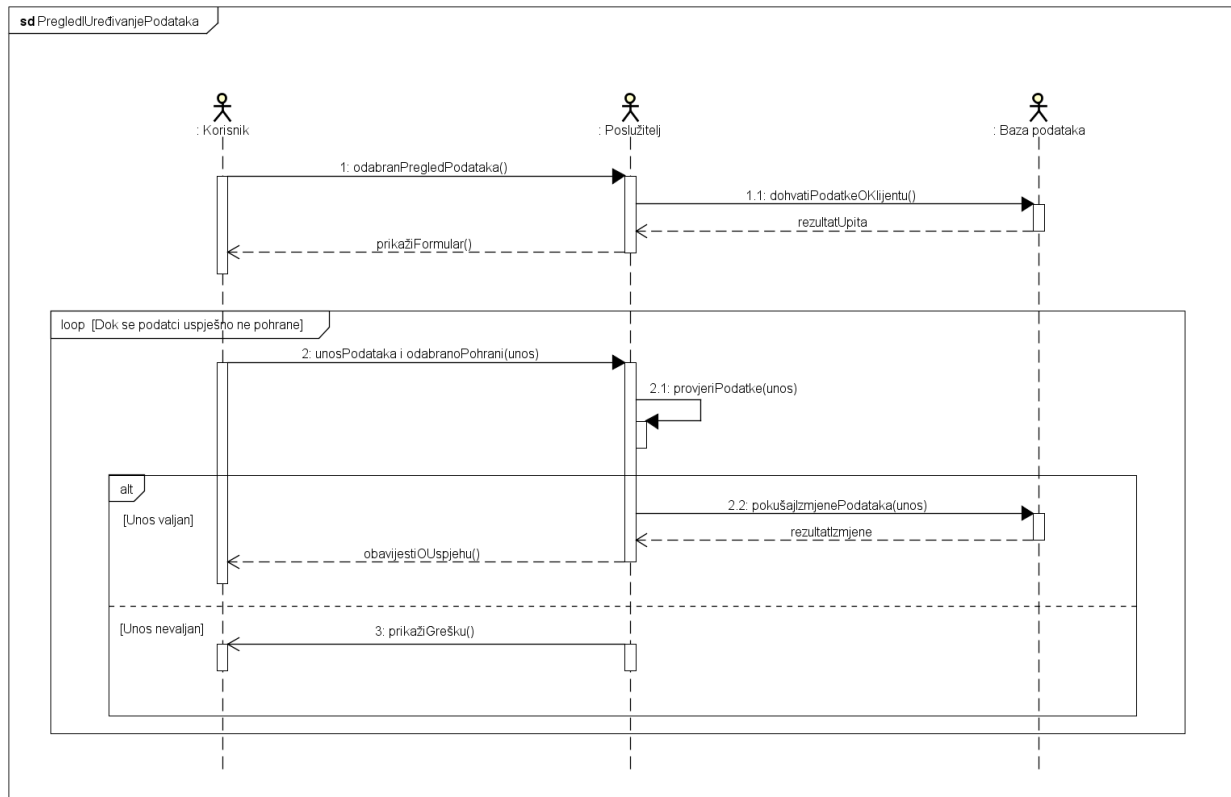 sd PregledIUređivanjePodataka
: Korisnik
: Poslužitelj
: Baza podataka
1: odabranPregledPodataka()
1.1: dohvatiPodatkeOKlijentu()
rezultatUpita
prikažiFormular()
loop [Dok se podatci uspješno ne pohrane]
2: unosPodataka i odabranoPohrani(unos)
2.1: provjeriPodatke(unos)
alt
[Unos valjan]
2.2: pokušajIzmjenePodataka(unos)
rezultatIzmjene
obavijestiOUspjehu()
[Unos nevaljan]
3: prikažiGrešku()